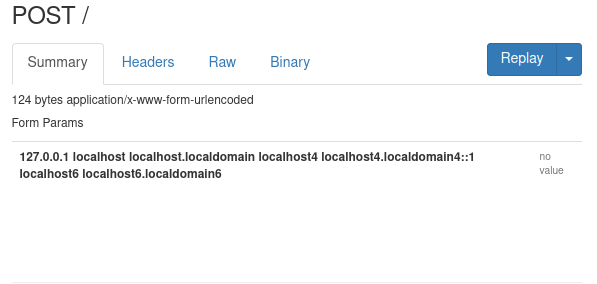 POST /
Summary Headers Raw Binary Replay
124 bytes application/x-www-form-urlencoded
Form Params
127.0.0.1 localhost localhost.localdomain localhost4 localhost4.localdomain4::1 no
localhost6 localhost6.localdomain6 value